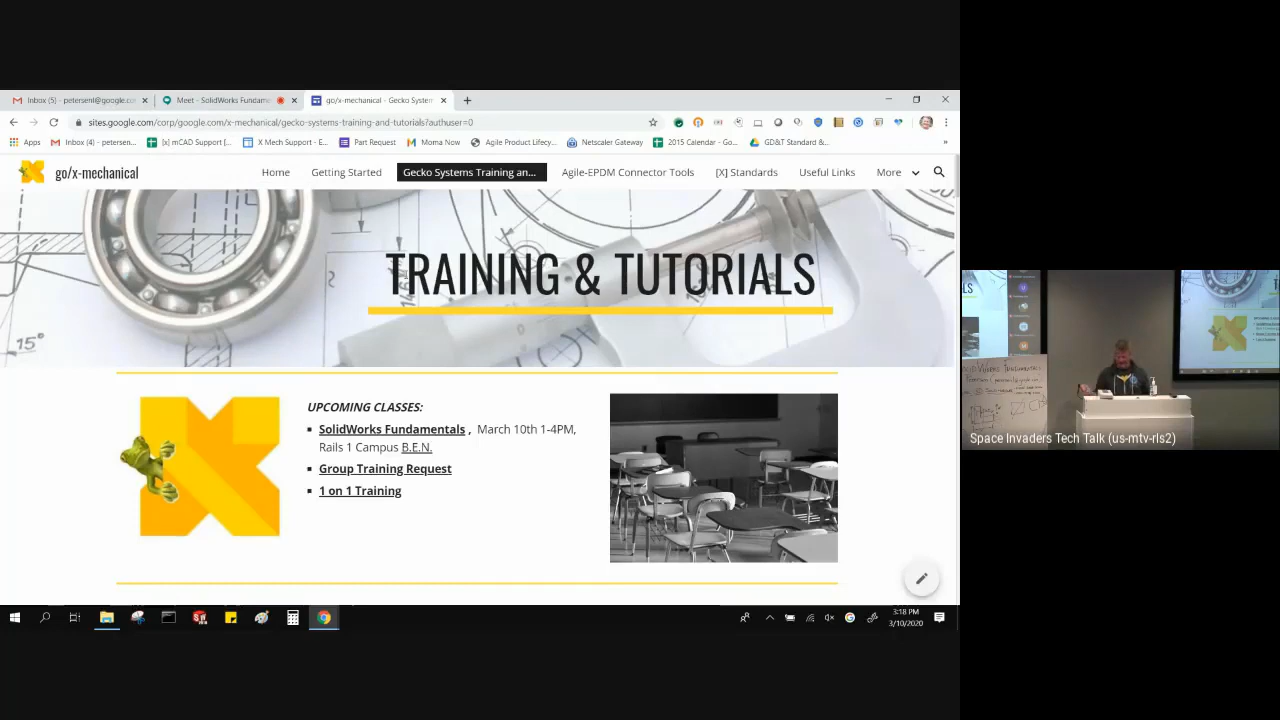 Inbox (5) - petersent@google.co
Meet - SolidWorks Fundam
go/x-mechanical - Gecko System
sites.google.com/corp/google.com/x-mechanical/gecko-systems-training-and-tutorials?authuser=0
Apps
Inbox (4) - petersen...
[x] mCAD Support [...
X Mech Support - E...
Part Request
Moma Now
Agile Product Lifecy...
Netscaler Gateway
2015 Calendar - Go...
GD&T Standard &...
»
go/x-mechanical
Home
Getting Started
Gecko Systems Training an...
Agile-EPDM Connector Tools
[X] Standards
Useful Links
More
TRAINING & TUTORIALS
15°
UPCOMING CLASSES:
SolidWorks Fundamentals , March 10th 1-4PM,
Rails 1 Campus B.E.N.
Group Training Request
1 on 1 Training
3:18 PM
3/10/2020
Space Invaders Tech Talk (us-mtv-rls2)